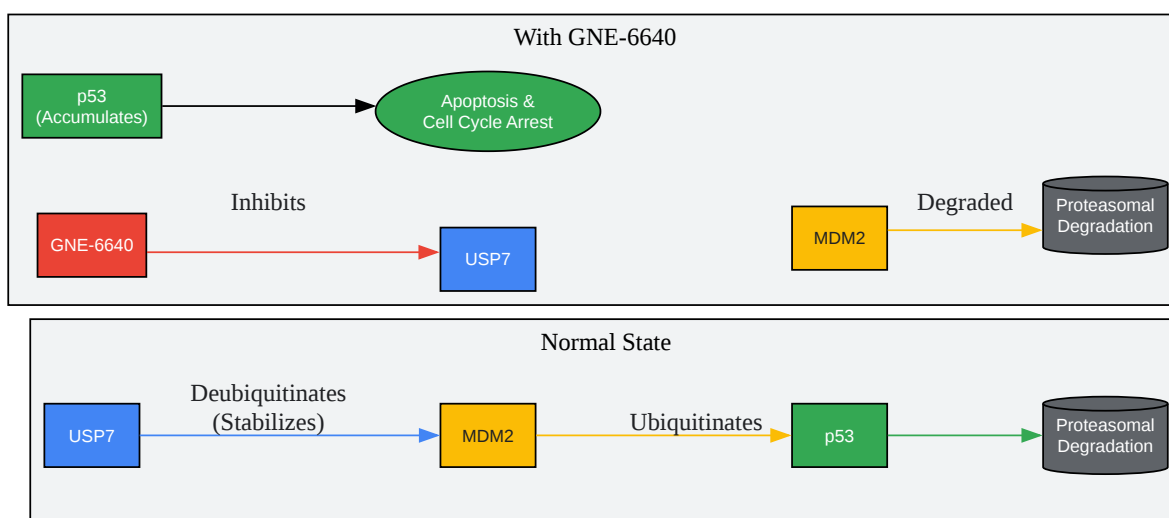 With GNE-6640
p53
(Accumulates)
Apoptosis &
Cell Cycle Arrest
Inhibits
GNE-6640
USP7
MDM2
Degraded
Proteasomal
Degradation
Normal State
USP7
Deubiquitinates
(Stabilizes)
MDM2
Ubiquitinates
p53
Proteasomal
Degradation